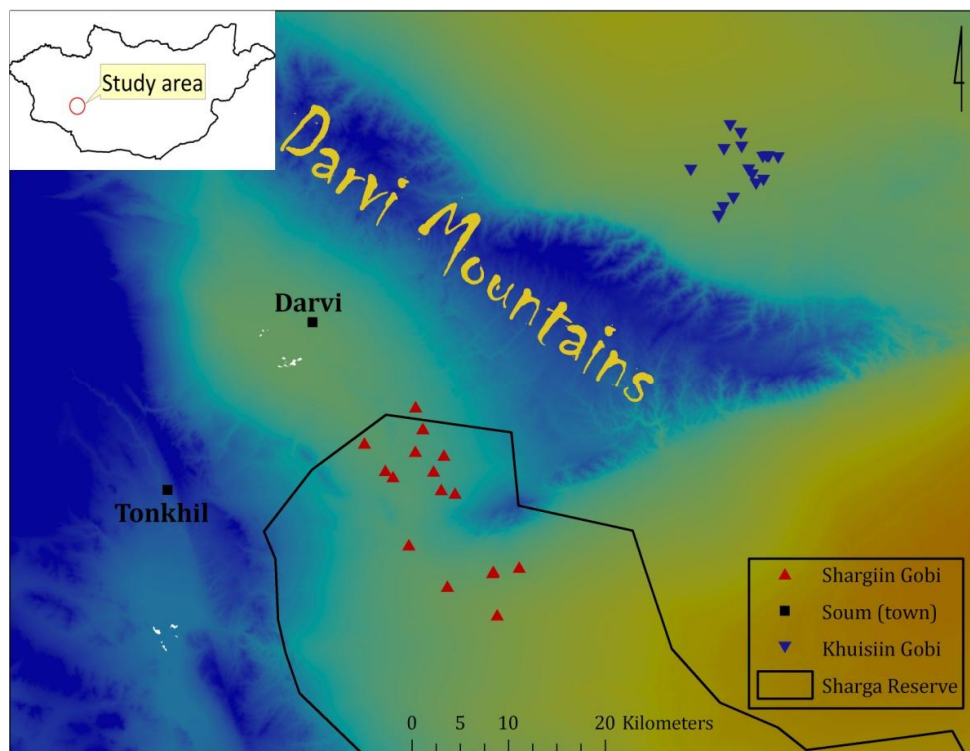 Study area
Darvi Mountains
Darvi
Tonkhil
Shargiin Gobi
Soum (town)
Khuisiin Gobi
Sharga Reserve
0 5 10 20 Kilometers